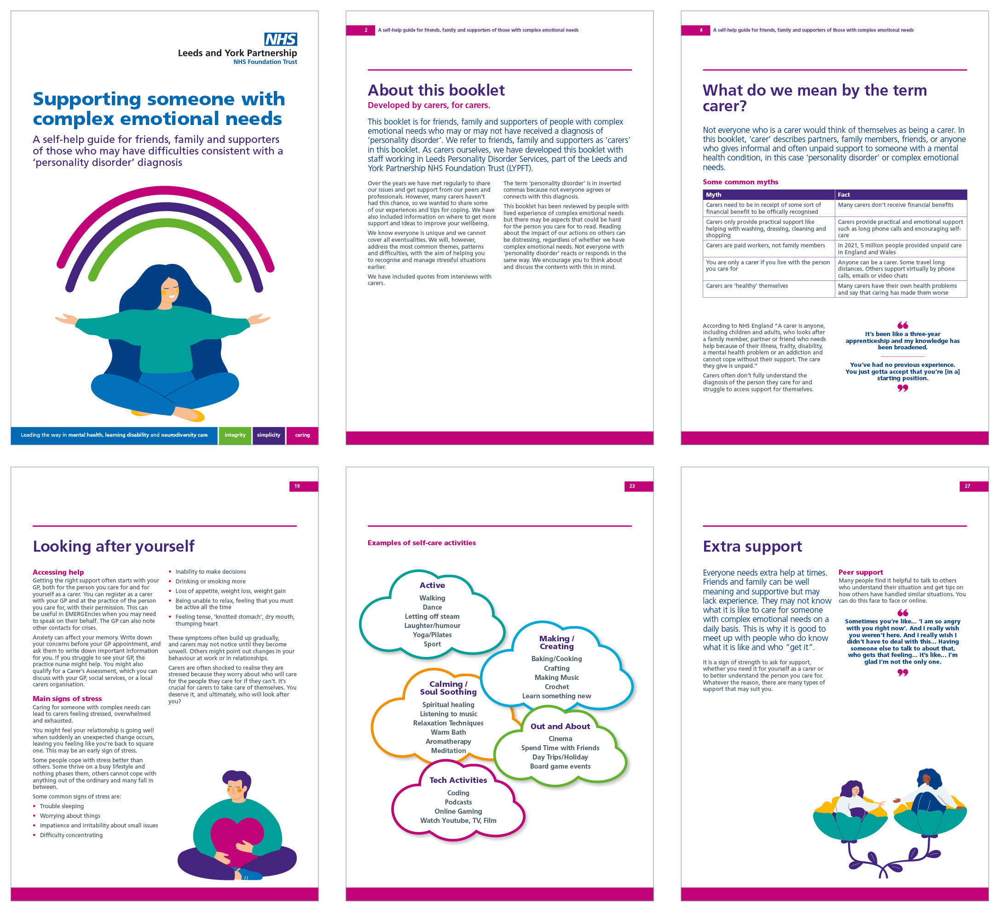 NHS
Leeds and York Partnership
NHS Foundation Trust
Supporting someone with
complex emotional needs
A self-help guide for friends, family and supporters
of those who may have difficulties consistent with a
‘personality disorder’ diagnosis
Leading the way in mental health, learning disability and neurodiversity care
integrity
simplicity
caring
2
A self-help guide for friends, family and supporters of those with complex emotional needs
About this booklet
Developed by carers, for carers.
This booklet is for friends, family and supporters of people with complex
emotional needs who may or may not have received a diagnosis of
‘personality disorder’. We refer to friends, family and supporters as ‘carers’
in this booklet. As carers ourselves, we have developed this booklet with
staff working in Leeds Personality Disorder Services, part of the Leeds and
York Partnership NHS Foundation Trust (LYPFT).
Over the years we have met regularly to share
our issues and get support from our peers and
professionals. However, many carers haven’t
had this chance, so we wanted to share some
of our experiences and tips for coping. We have
also included information on where to get more
support and ideas to improve your wellbeing.
We know everyone is unique and we cannot
cover all eventualities. We will, however,
address the most common themes, patterns
and difficulties, with the aim of helping you
to recognise and manage stressful situations
earlier.
We have included quotes from interviews with
carers.
The term ‘personality disorder’ is in inverted
commas because not everyone agrees or
connects with this diagnosis.
This booklet has been reviewed by people with
lived experience of complex emotional needs
but there may be aspects that could be hard
for the person you care for to read. Reading
about the impact of our actions on others can
be distressing, regardless of whether we have
complex emotional needs. Not everyone with
‘personality disorder’ reacts or responds in the
same way. We encourage you to think about
and discuss the contents with this in mind.
4
A self-help guide for friends, family and supporters of those with complex emotional needs
What do we mean by the term
carer?
Not everyone who is a carer would think of themselves as being a carer. In
this booklet, ‘carer’ describes partners, family members, friends, or anyone
who gives informal and often unpaid support to someone with a mental
health condition, in this case ‘personality disorder’ or complex emotional
needs.
Some common myths
Myth
Fact
Carers need to be in receipt of some sort of
financial benefit to be offically recognised
Many carers don’t receive financial benefits
Carers only provide practical support like
helping with washing, dressing, cleaning and
shopping
Carers provide practical and emotional support
such as long phone calls and encouraging self-
care
Carers are paid workers, not family members
In 2021, 5 million people provided unpaid care
in England and Wales
You are only a carer if you live with the person
you care for
Anyone can be a carer. Some travel long
distances. Others support virtually by phone
calls, emails or video chats
Carers are ‘healthy’ themselves
Many carers have their own health problems
and say that caring has made them worse
According to NHS England “A carer is anyone,
including children and adults, who looks after
a family member, partner or friend who needs
help because of their illness, frailty, disability,
a mental health problem or an addiction and
cannot cope without their support. The care
they give is unpaid.”
Carers often don’t fully understand the
diagnosis of the person they care for and
struggle to access support for themselves.
“
It’s been like a three-year
apprenticeship and my knowledge has
been broadened.
You’ve had no previous experience.
You just gotta accept that you’re [in a]
starting position.
”
19
Looking after yourself
Accessing help
Getting the right support often starts with your
GP, both for the person you care for and for
yourself as a carer. You can register as a carer
with your GP and at the practice of the person
you care for, with their permission. This can
be useful in EMERGEncies when you may need
to speak on their behalf. The GP can also note
other contacts for crises.
Anxiety can affect your memory. Write down
your concerns before your GP appointment, and
ask them to write down important information
for you. If you struggle to see your GP, the
practice nurse might help. You might also
qualify for a Carer’s Assessment, which you can
discuss with your GP, social services, or a local
carers organisation.
Main signs of stress
Caring for someone with complex needs can
lead to carers feeling stressed, overwhelmed
and exhausted.
You might feel your relationship is going well
when suddenly an unexpected change occurs,
leaving you feeling like you’re back to square
one. This may be an early sign of stress.
Some people cope with stress better than
others. Some thrive on a busy lifestyle and
nothing phases them, others cannot cope with
anything out of the ordinary and many fall in
between.
Some common signs of stress are:
• Trouble sleeping
• Worrying about things
• Impatience and irritability about small issues
• Difficulty concentrating
• Inability to make decisions
• Drinking or smoking more
• Loss of appetite, weight loss, weight gain
• Being unable to relax, feeling that you must
be active all the time
• Feeling tense, ‘knotted stomach’, dry mouth,
thumping heart
These symptoms often build up gradually,
and carers may not notice until they become
unwell. Others might point out changes in your
behaviour at work or in relationships.
Carers are often shocked to realise they are
stressed because they worry about who will care
for the people they care for if they can’t. It’s
crucial for carers to take care of themselves. You
deserve it, and ultimately, who will look after
you?
23
Examples of self-care activities
Active
Walking
Dance
Letting off steam
Laughter/humour
Yoga/Pilates
Sport
Making /
Creating
Baking/Cooking
Crafting
Making Music
Crochet
Learn something new
Calming /
Soul Soothing
Spiritual healing
Listening to music
Relaxation Techniques
Warm Bath
Aromatherapy
Meditation
Out and About
Cinema
Spend Time with Friends
Day Trips/Holiday
Board game events
Tech Activities
Coding
Podcasts
Online Gaming
Watch Youtube, TV, Film
27
Extra support
Everyone needs extra help at times.
Friends and family can be well
meaning and supportive but may
lack experience. They may not know
what it is like to care for someone
with complex emotional needs on a
daily basis. This is why it is good to
meet up with people who do know
what it is like and who “get it”.
It is a sign of strength to ask for support,
whether you need it for yourself as a carer or
to better understand the person you care for.
Whatever the reason, there are many types of
support that may suit you.
Peer support
Many people find it helpful to talk to others
who understand their situation and get tips on
how others have handled similar situations. You
can do this face to face or online.
“
Sometimes you’re like... ‘I am so angry
with you right now’. And I really wish
you weren’t here. And I really wish I
didn’t have to deal with this... Having
someone else to talk to about that,
who gets that feeling... it’s like... I’m
glad I’m not the only one.
”